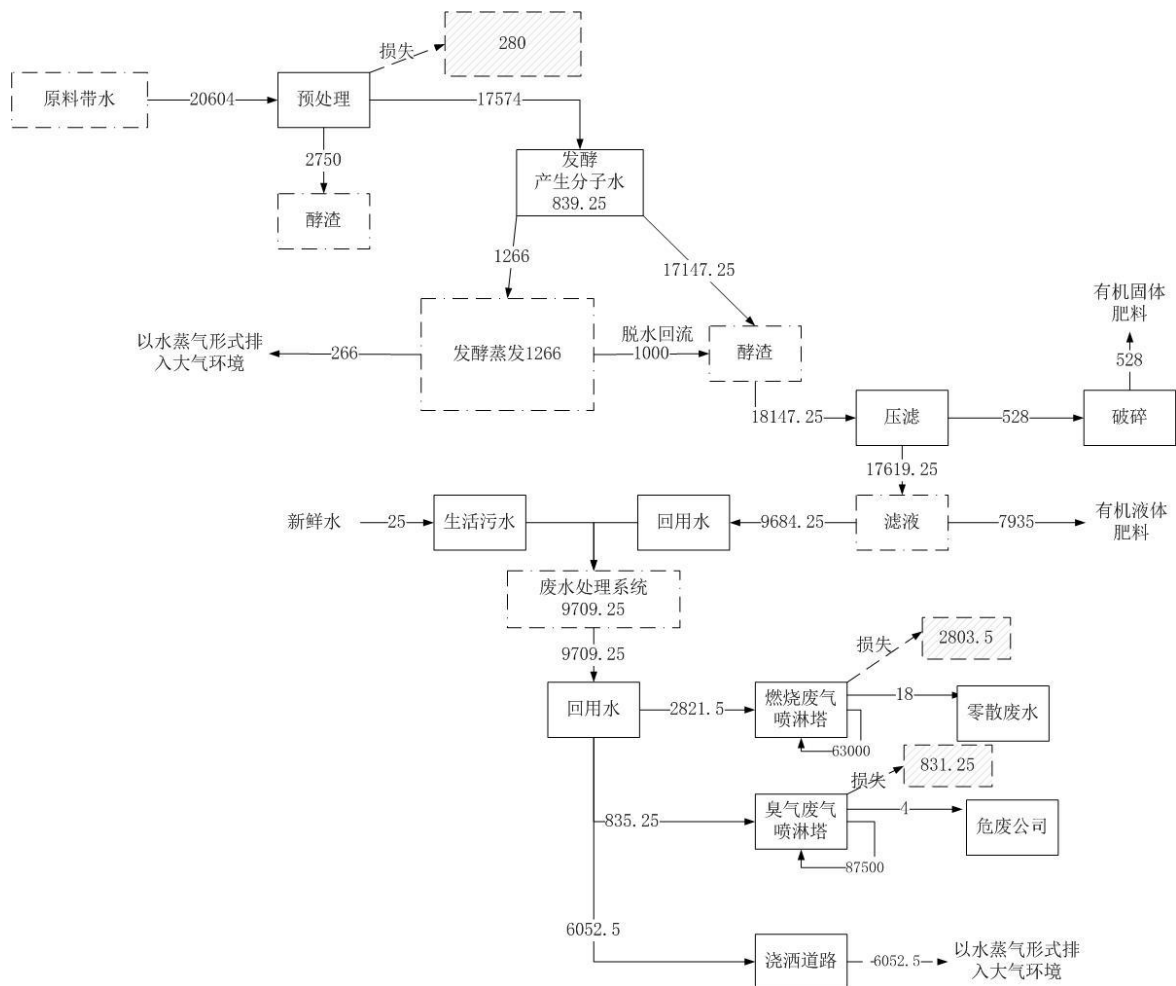 损失
280
原料带水
20604
预处理
17574
2750
发酵
产生分子水
839.25
酵渣
1266
17147.25
有机固体
肥料
以水蒸气形式排
入大气环境
266
发酵蒸发1266
脱水回流
1000
酵渣
528
18147.25
压滤
528
破碎
17619.25
新鲜水
25
生活污水
回用水
9684.25
滤液
7935
有机液体
肥料
废水处理系统
9709.25
9709.25
损失
2803.5
回用水
2821.5
燃烧废气
喷淋塔
18
零散废水
63000
损失
831.25
835.25
臭气废气
喷淋塔
4
危废公司
87500
6052.5
浇洒道路
6052.5
以水蒸气形式排
入大气环境